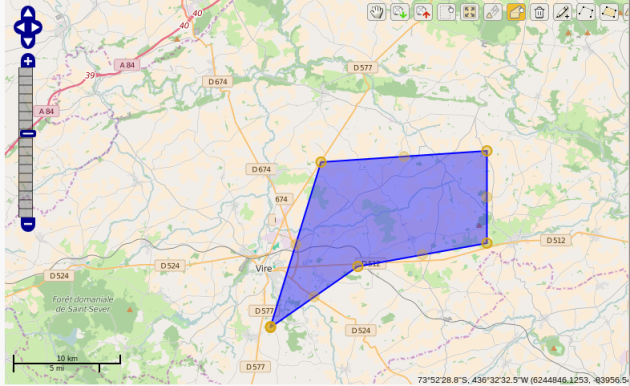 40
40
A 84
39
D 577
D 674
A 84
D 674
674
D 512
Vire
D 512
D 524
D 524
Forêt domaniale
de Saint-Sever
D 577
D 524
10 km
5 mi
D 577
73°52'28.8"S, 436°32'32.5"W (6244846.1253, -83956.5